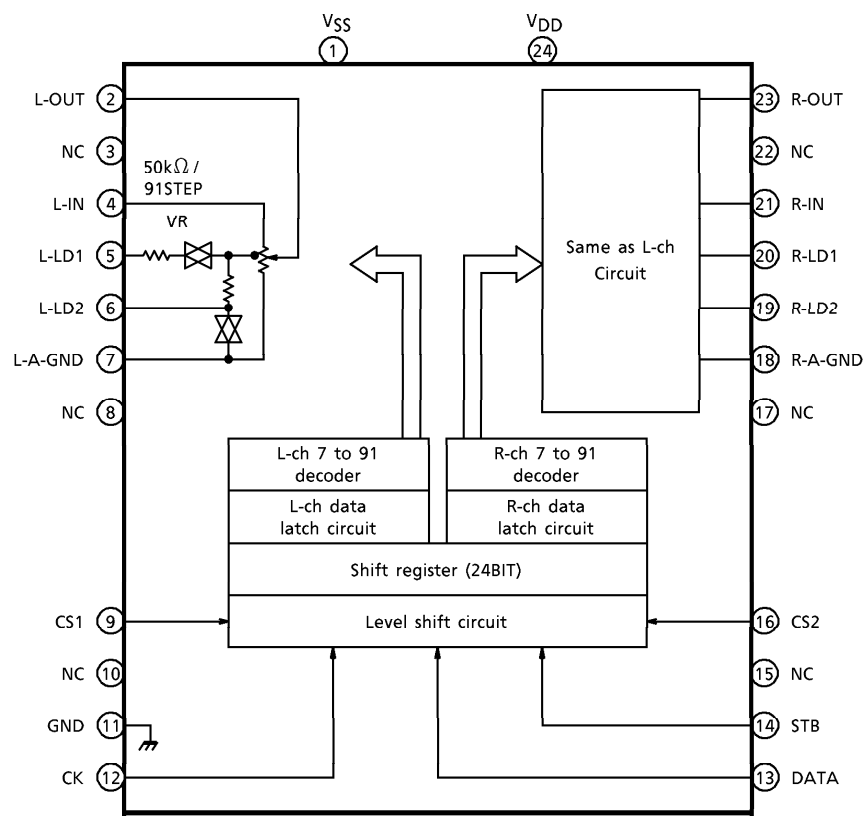 VSS
VDD
1
24
L-OUT 2
23 R-OUT
NC 3
22 NC
50kΩ /
91STEP
L-IN 4
21 R-IN
VR
L-LD1 5
20 R-LD1
Same as L-ch
Circuit
L-LD2 6
19 R-LD2
L-A-GND 7
18 R-A-GND
NC 8
17 NC
L-ch 7 to 91
decoder
R-ch 7 to 91
decoder
L-ch data
latch circuit
R-ch data
latch circuit
Shift register (24BIT)
Level shift circuit
CS1 9
16 CS2
NC 10
15 NC
GND 11
14 STB
CK 12
13 DATA